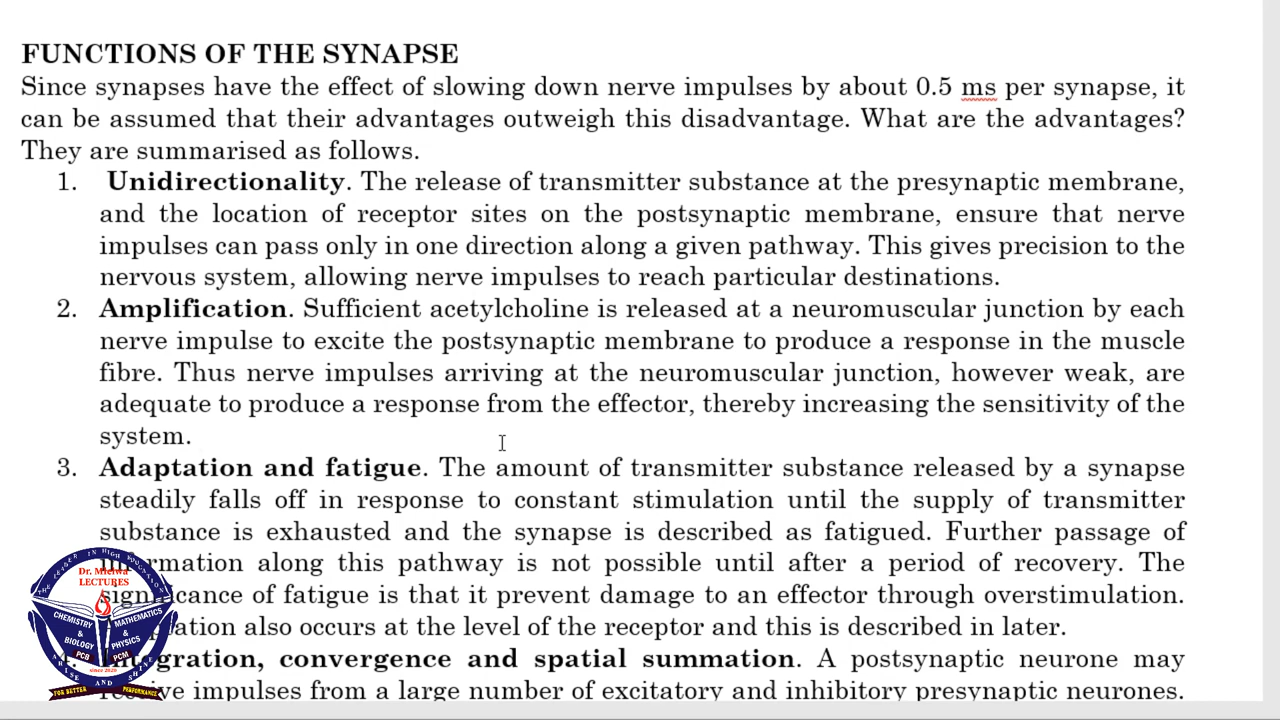 FUNCTIONS OF THE SYNAPSE
Since synapses have the effect of slowing down nerve impulses by about 0.5 ms per synapse, it
can be assumed that their advantages outweigh this disadvantage. What are the advantages?
They are summarised as follows.
1. Unidirectionality. The release of transmitter substance at the presynaptic membrane,
and the location of receptor sites on the postsynaptic membrane, ensure that nerve
impulses can pass only in one direction along a given pathway. This gives precision to the
nervous system, allowing nerve impulses to reach particular destinations.
2. Amplification. Sufficient acetylcholine is released at a neuromuscular junction by each
nerve impulse to excite the postsynaptic membrane to produce a response in the muscle
fibre. Thus nerve impulses arriving at the neuromuscular junction, however weak, are
adequate to produce a response from the effector, thereby increasing the sensitivity of the
system.
3. Adaptation and fatigue. The amount of transmitter substance released by a synapse
steadily falls off in response to constant stimulation until the supply of transmitter
substance is exhausted and the synapse is described as fatigued. Further passage of
along this pathway is not possible until after a period of recovery. The
of fatigue is that it prevent damage to an effector through overstimulation.
also occurs at the level of the receptor and this is described in later.
convergence and spatial summation. A postsynaptic neurone may
impulses from a large number of excitatory and inhibitory presynaptic neurones.
LECTURES
CHEMISTRY
&
BIOLOGY
PCB
MATHEMATICS
&
PHYSICS
PCM
since 2020
ARISE AND SHINE
FOR BETTER PERFORMANCE